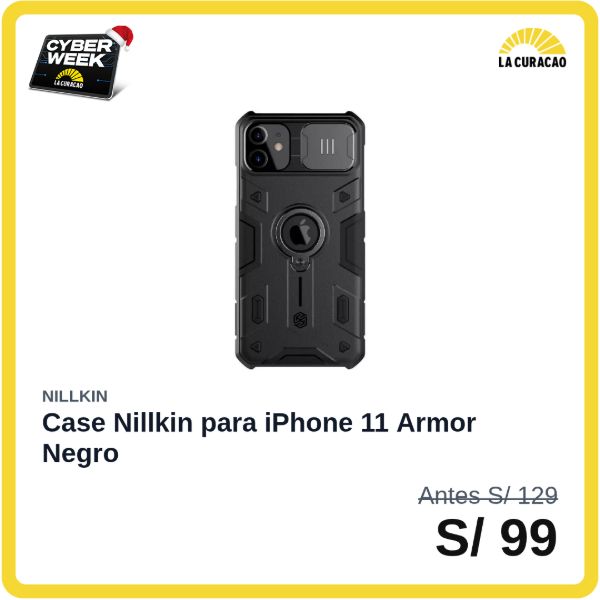 CYBER
WEEK
LA CURACAO
LA CURACAO
NILLKIN
Case Nillkin para iPhone 11 Armor
Negro
Antes S/ 129
S/ 99